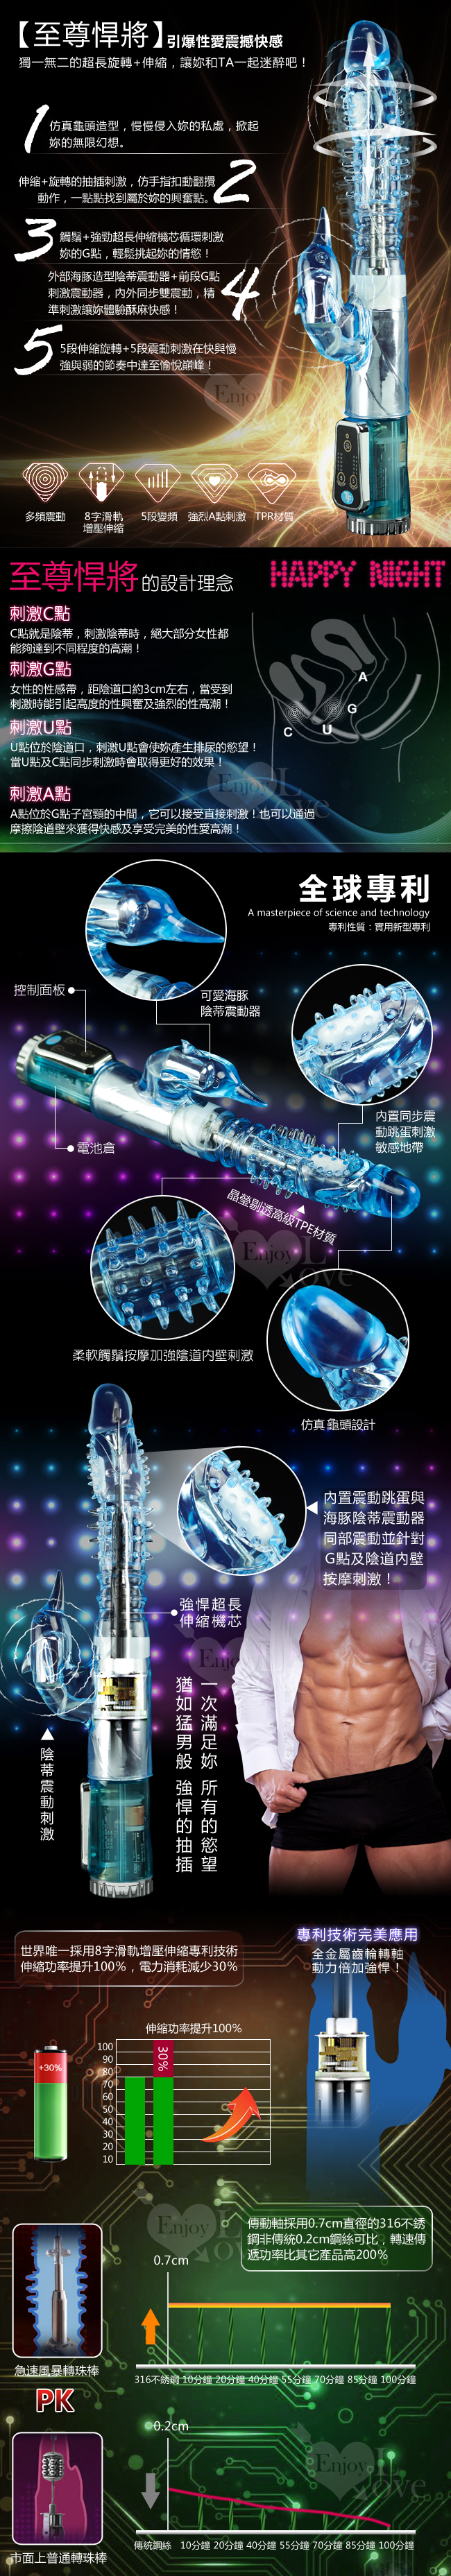 【至尊悍將】引爆性愛震撼快感
獨一無二的超長旋轉+伸縮，讓妳和TA一起迷醉吧！
1
仿真龜頭造型，慢慢侵入妳的私處，掀起
妳的無限幻想。
2
伸縮+旋轉的抽插刺激，仿手指扣動翻攪
動作，一點點找到屬於妳的興奮點。
3
觸鬚+強勁超長伸縮機芯循環刺激
妳的G點，輕鬆挑起妳的情慾！
4
外部海豚造型陰蒂震動器+前段G點
刺激震動器，內外同步雙震動，精
準刺激讓妳體驗酥麻快感！
5
5段伸縮旋轉+5段震動刺激在快與慢
強與弱的節奏中達至愉悅巔峰！
Enjoy
多頻震動
8字滑軌
增壓伸縮
5段變頻
強烈A點刺激
TPR材質
至尊悍將的設計理念
HAPPY NIGHT
刺激C點
C點就是陰蒂，刺激陰蒂時，絕大部分女性都
能夠達到不同程度的高潮！
刺激G點
女性的性感帶，距陰道口約3cm左右，當受到
刺激時能引起高度的性興奮及強烈的性高潮！
刺激U點
U點位於陰道口，刺激U點會使妳產生排尿的慾望！
當U點及C點同步刺激時會取得更好的效果！
刺激A點
A點位於G點子宮頸的中間，它可以接受直接刺激！也可以通過
摩擦陰道壁來獲得快感及享受完美的性愛高潮！
A
G
C
U
Enjoy Love
全球專利
A masterpiece of science and technology
專利性質：實用新型專利
控制面板
可愛海豚
陰蒂震動器
電池倉
內置同步震
動跳蛋刺激
敏感地帶
晶瑩剔透高級TPE材質
Enjoy Love
柔軟觸鬚按摩加強陰道內壁刺激
仿真龜頭設計
內置震動跳蛋與
海豚陰蒂震動器
同部震動並針對
G點及陰道內壁
按摩刺激！
強悍超長
伸縮機芯
陰蒂震動刺激
一次滿足妳 所有的慾望
猶如猛男般 強悍的抽插
世界唯一採用8字滑軌增壓伸縮專利技術
伸縮功率提升100%，電力消耗減少30%
專利技術完美應用
全金屬齒輪轉軸
動力倍加強悍！
伸縮功率提升100%
+30%
100
90
80
70
60
50
40
30
20
10
30%
Enjoy
傳動軸採用0.7cm直徑的316不銹
鋼非傳統0.2cm鋼絲可比，轉速傳
遞功率比其它產品高200%
0.7cm
急速風暴轉珠棒
316不銹鋼 10分鐘 20分鐘 40分鐘 55分鐘 70分鐘 85分鐘 100分鐘
PK
0.2cm
Enjoy Love
市面上普通轉珠棒
傳統鋼絲 10分鐘 20分鐘 40分鐘 55分鐘 70分鐘 85分鐘 100分鐘